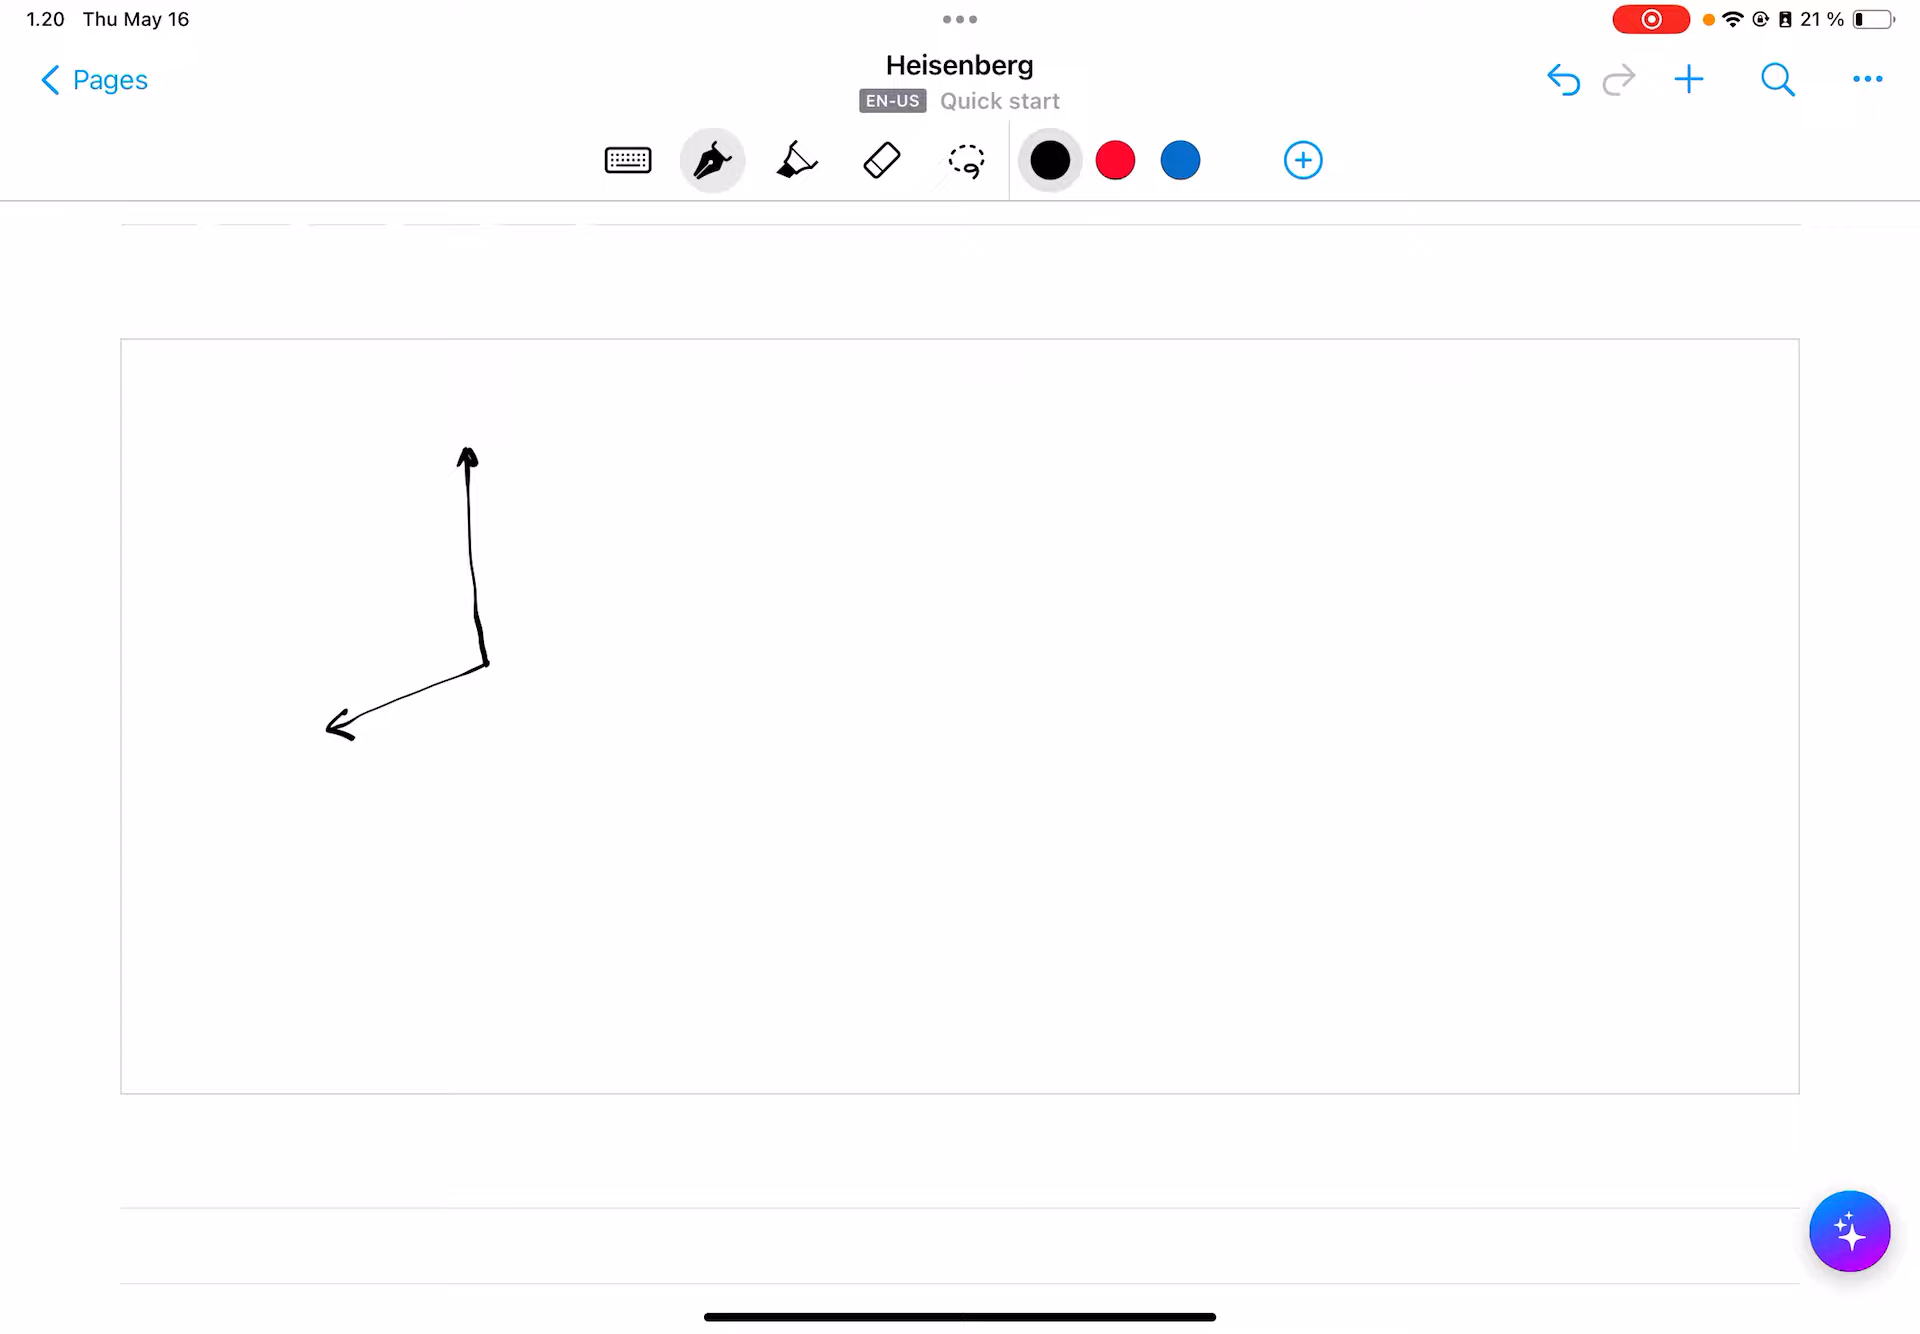 1.20 Thu May 16
21 %
Pages
Heisenberg
EN-US Quick start